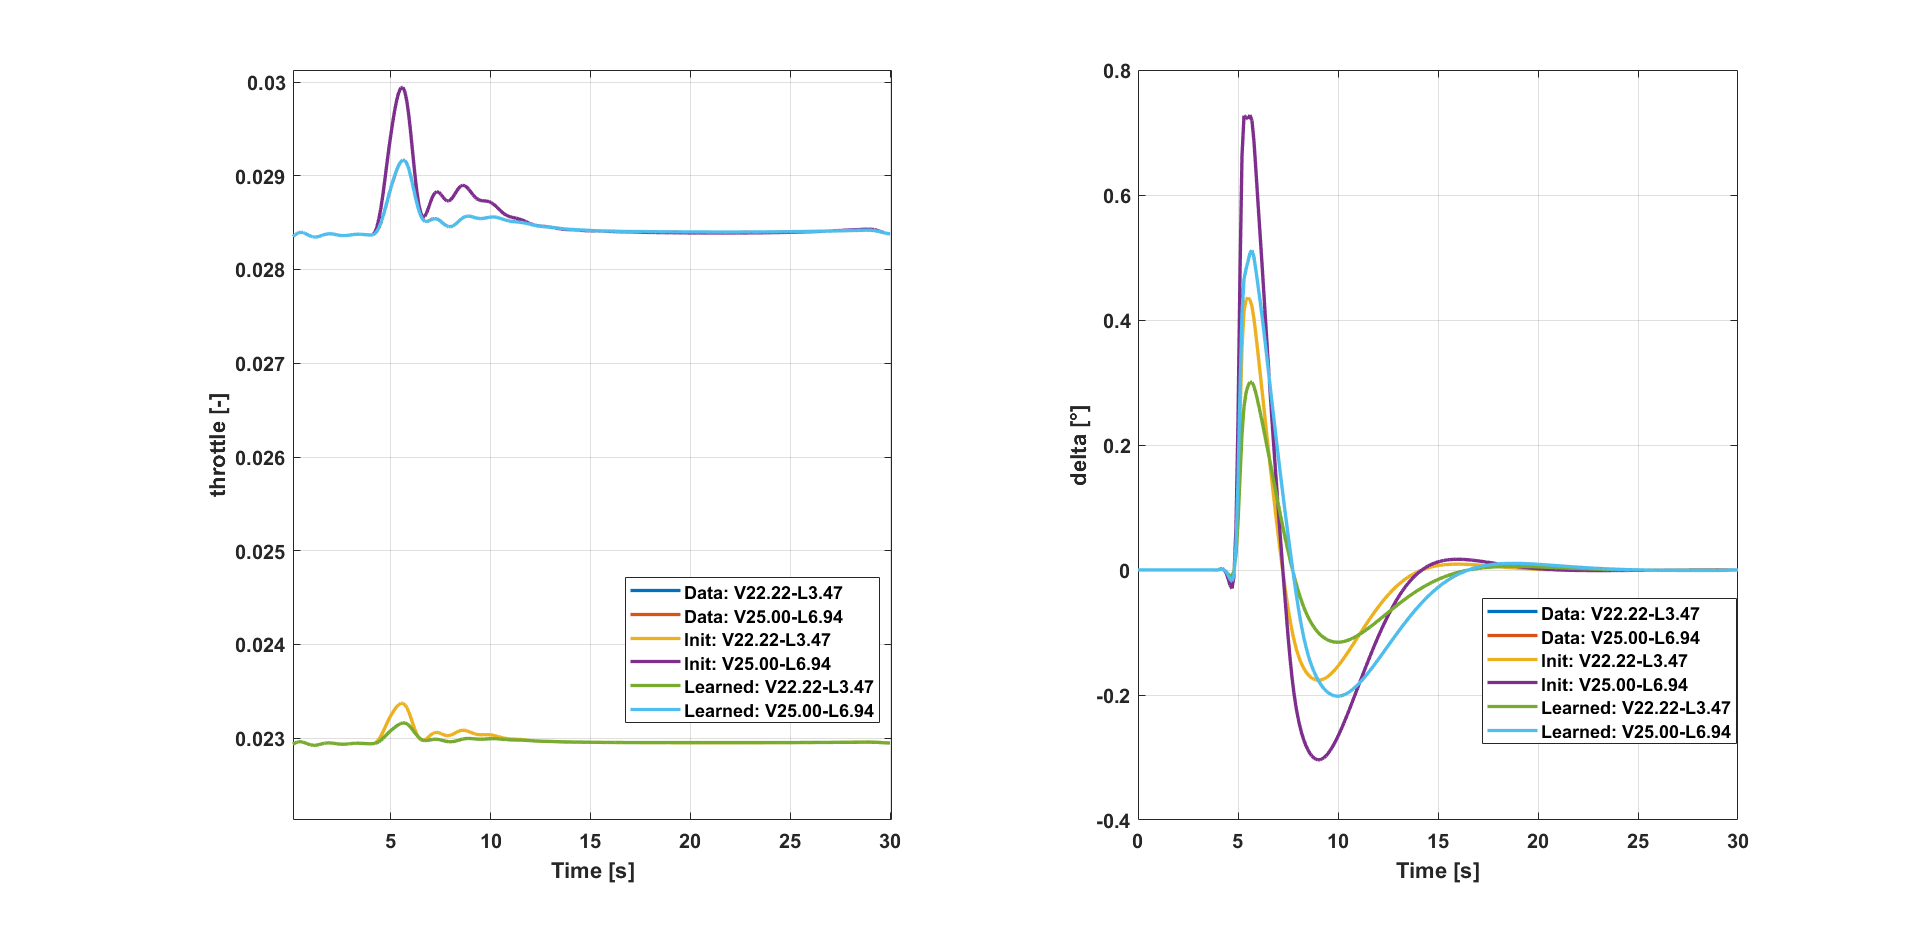 0.03
0.029
0.028
0.027
0.026
0.025
0.024
0.023
throttle [-]
5 10 15 20 25 30
Time [s]
Data: V22.22-L3.47
Data: V25.00-L6.94
Init: V22.22-L3.47
Init: V25.00-L6.94
Learned: V22.22-L3.47
Learned: V25.00-L6.94
0.8
0.6
0.4
0.2
0
-0.2
-0.4
delta [°]
0 5 10 15 20 25 30
Time [s]
Data: V22.22-L3.47
Data: V25.00-L6.94
Init: V22.22-L3.47
Init: V25.00-L6.94
Learned: V22.22-L3.47
Learned: V25.00-L6.94